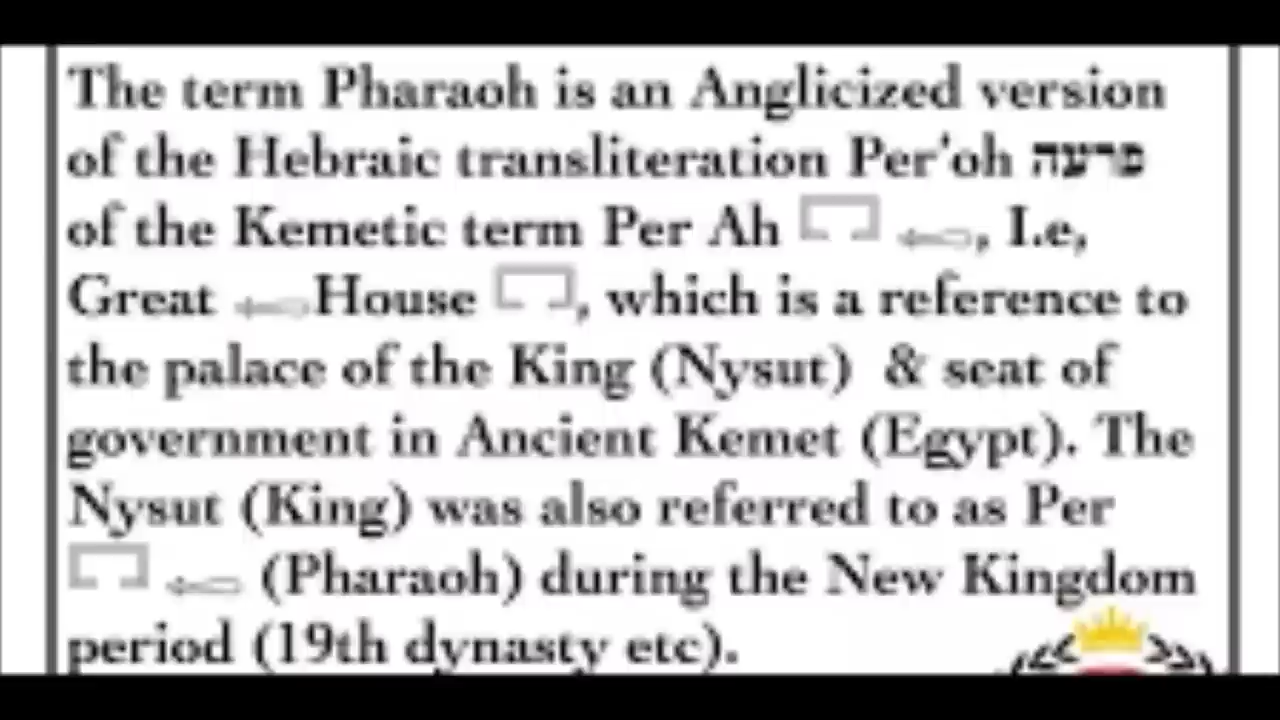 The term Pharaoh is an Anglicized version
of the Hebraic transliteration Per'oh פרעה
of the Kemetic term Per Ah 𓉐 𓉻, I.e,
Great 𓉻House 𓉐, which is a reference to
the palace of the King (Nysut) & seat of
government in Ancient Kemet (Egypt). The
Nysut (King) was also referred to as Per
𓉐 𓉻 (Pharaoh) during the New Kingdom
period (19th dynasty etc).